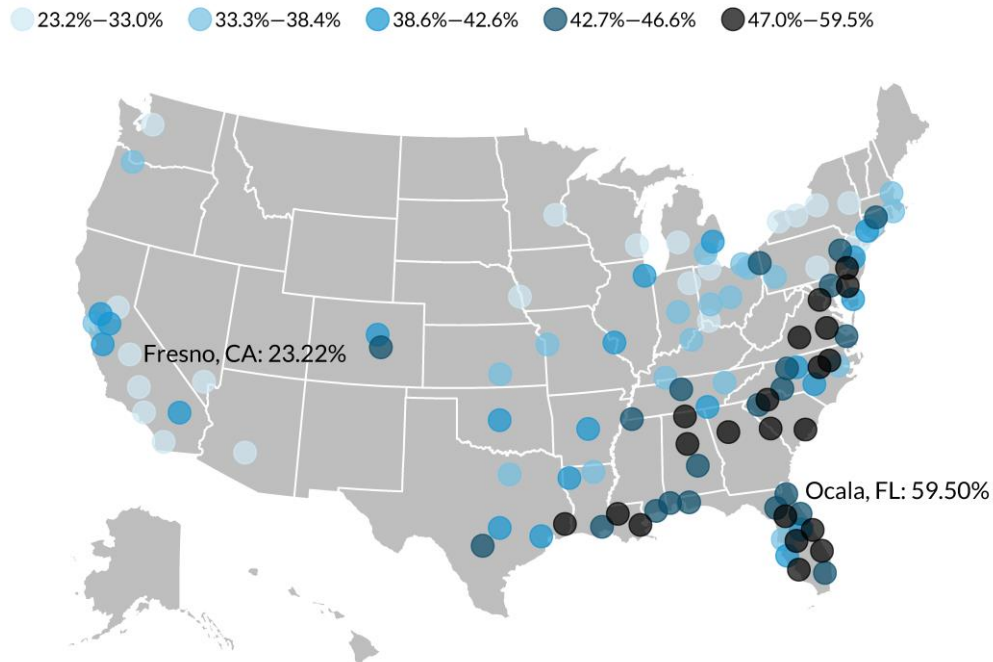 23.2%—33.0% 33.3%—38.4% 38.6%—42.6% 42.7%—46.6% 47.0%—59.5%
Fresno, CA: 23.22%
Ocala, FL: 59.50%